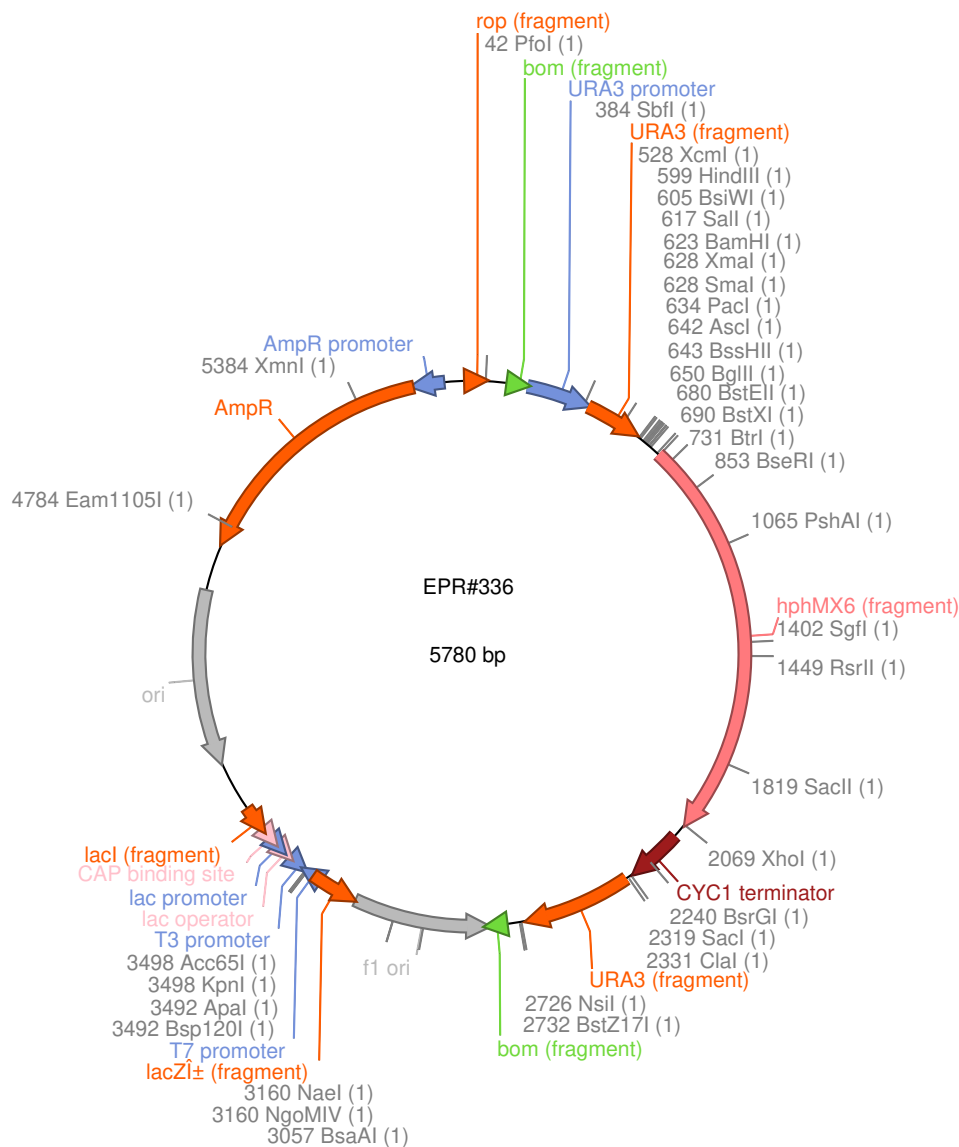 rop (fragment)
42 PfoI (1)
bom (fragment)
URA3 promoter
384 SbfI (1)
URA3 (fragment)
528 XcmI (1)
599 HindIII (1)
605 BsiWI (1)
617 SalI (1)
623 BamHI (1)
628 XmaI (1)
628 SmaI (1)
634 PacI (1)
642 AscI (1)
643 BssHII (1)
650 BglII (1)
680 BstEII (1)
690 BstXI (1)
731 BtrI (1)
853 BseRI (1)
1065 PshAI (1)
hphMX6 (fragment)
1402 SgfI (1)
1449 RsrII (1)
1819 SacII (1)
2069 XhoI (1)
CYC1 terminator
2240 BsrGI (1)
2319 SacI (1)
2331 ClaI (1)
URA3 (fragment)
2726 NsiI (1)
2732 BstZ17I (1)
bom (fragment)
f1 ori
3057 BsaAI (1)
3160 NgoMIV (1)
3160 NaeI (1)
lacZÎ± (fragment)
T7 promoter
3492 Bsp120I (1)
3492 ApaI (1)
3498 KpnI (1)
3498 Acc65I (1)
T3 promoter
lac operator
lac promoter
CAP binding site
lacI (fragment)
ori
4784 Eam1105I (1)
AmpR
5384 XmnI (1)
AmpR promoter
EPR#336
5780 bp